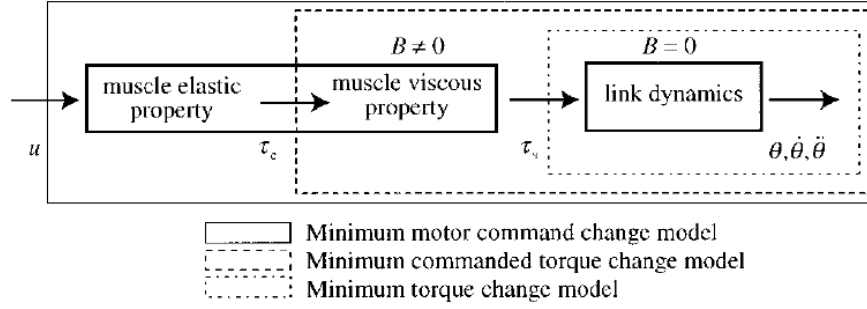 B ≠ 0
B = 0
muscle elastic property
muscle viscous property
link dynamics
u
τc
θ, θ̇, θ̈
Minimum motor command change model
Minimum commanded torque change model
Minimum torque change model